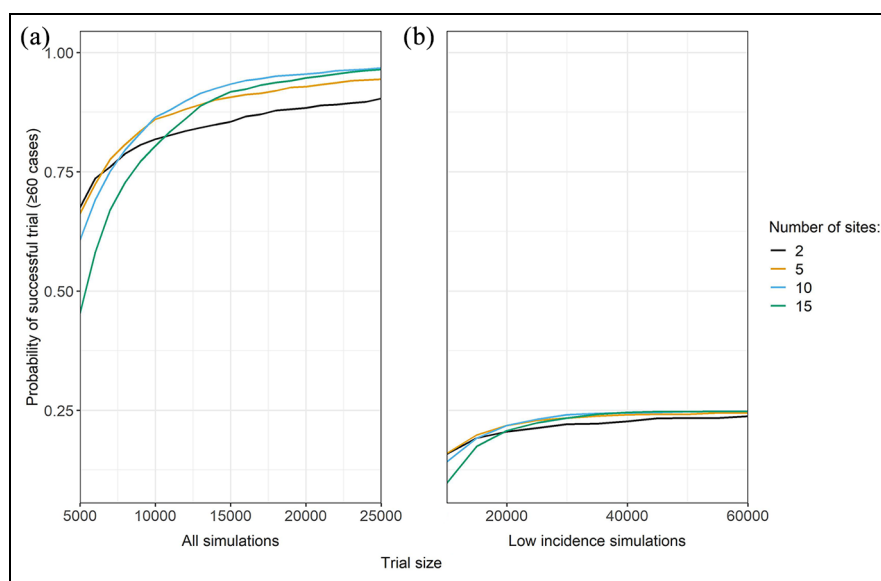 (a)
(b)
Probability of successful trial (≥60 cases)
1.00
0.75
0.50
0.25
5000 10000 15000 20000 25000
20000 40000 60000
All simulations
Low incidence simulations
Trial size
Number of sites:
2
5
10
15